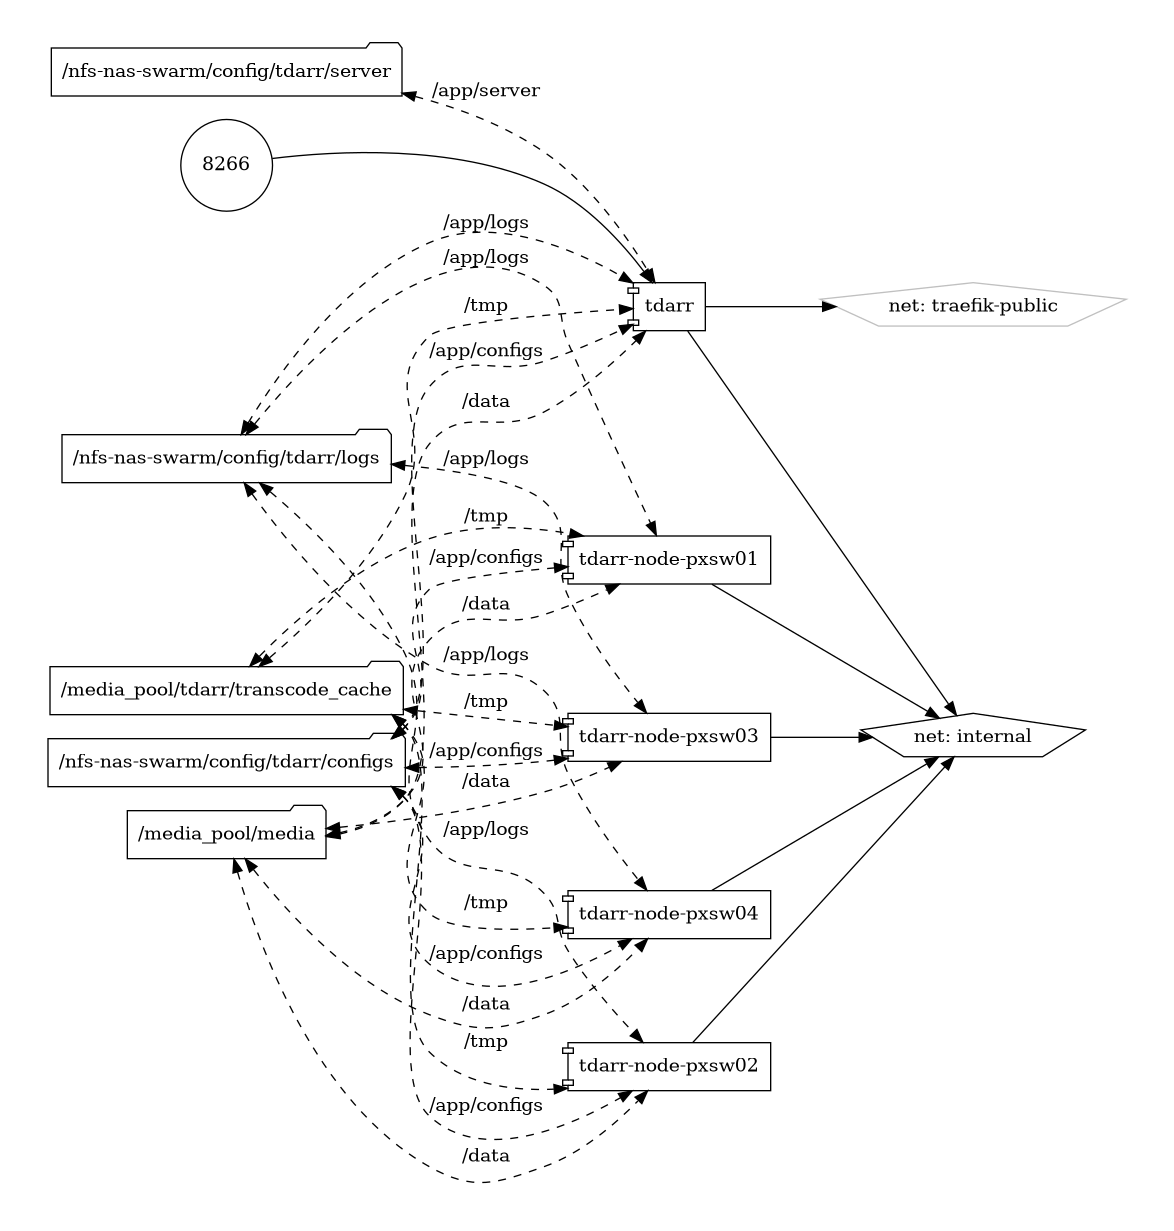 /nfs-nas-swarm/config/tdarr/server
/app/server
8266
/app/logs
/app/logs
/tmp
tdarr
net: traefik-public
/app/configs
/data
/nfs-nas-swarm/config/tdarr/logs
/app/logs
/tmp
/app/configs
tdarr-node-pxsw01
/data
/app/logs
/media_pool/tdarr/transcode_cache
/tmp
tdarr-node-pxsw03
net: internal
/app/configs
/nfs-nas-swarm/config/tdarr/configs
/data
/media_pool/media
/app/logs
/tmp
tdarr-node-pxsw04
/app/configs
/data
/tmp
tdarr-node-pxsw02
/app/configs
/data